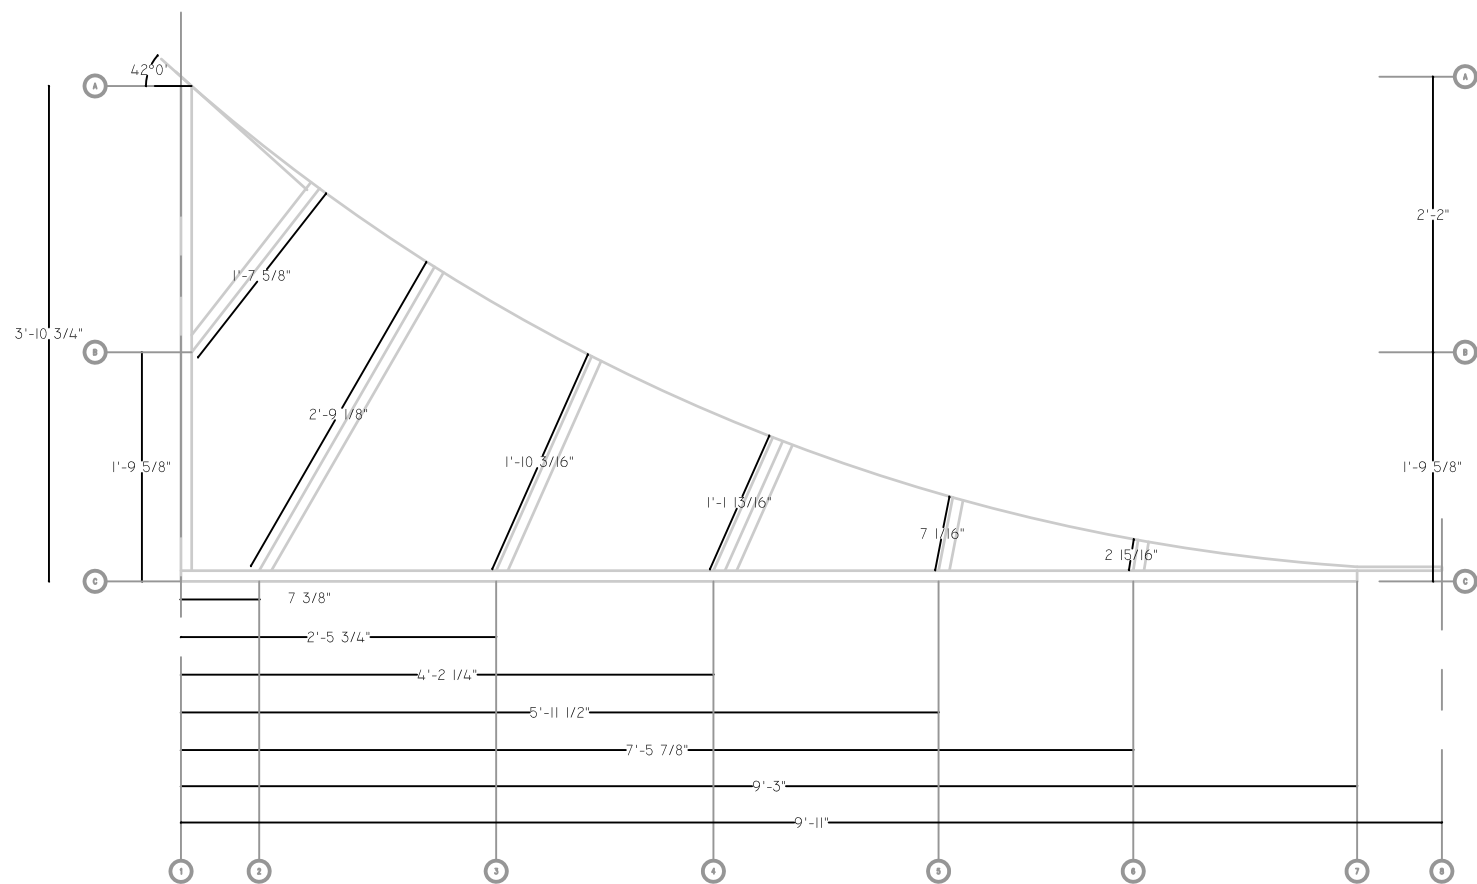 42°0'
A
A
2'-2"
1'-7 5/8"
3'-10 3/4"
B
B
2'-9 1/8"
1'-9 5/8"
1'-10 3/16"
1'-9 5/8"
1'-1 13/16"
7 1/16"
2 15/16"
C
C
7 3/8"
2'-5 3/4"
4'-2 1/4"
5'-11 1/2"
7'-5 7/8"
9'-3"
9'-11"
1 2 3 4 5 6 7 8